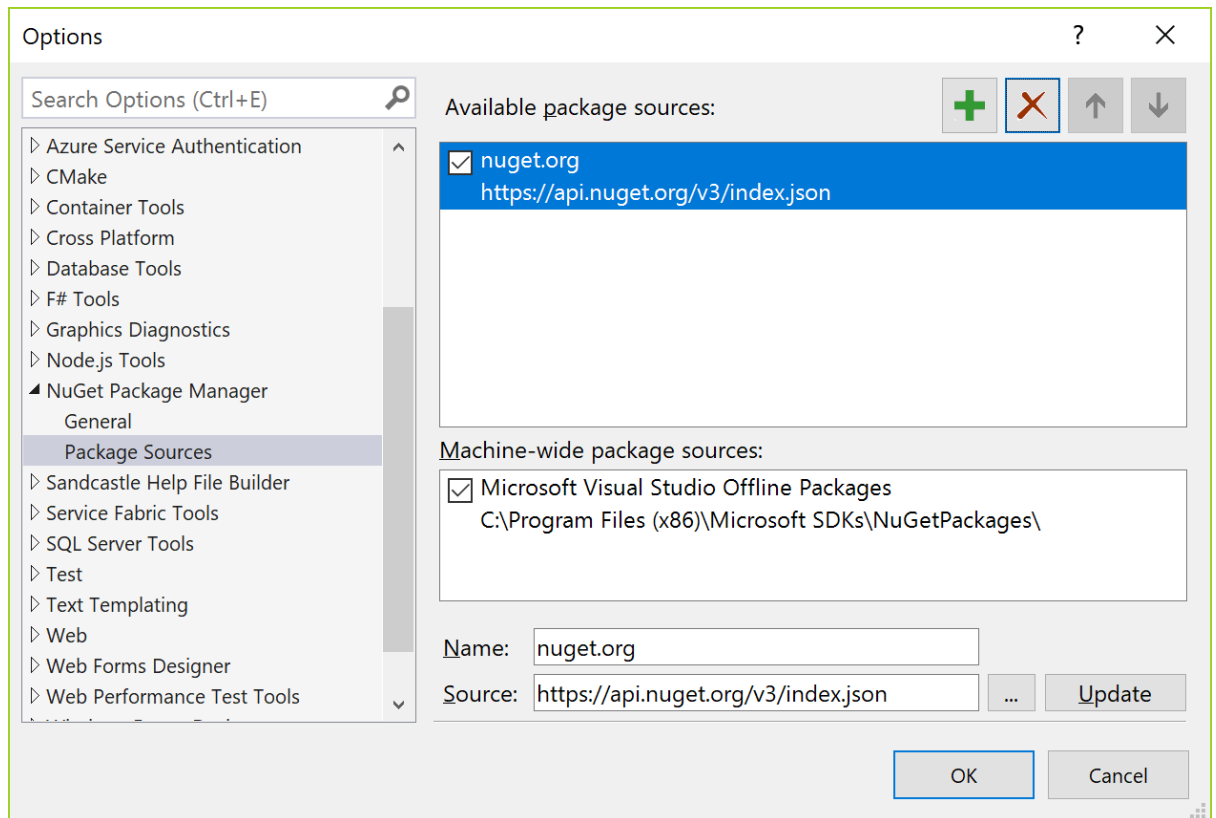 Options
?
Search Options (Ctrl+E)
Azure Service Authentication
CMake
Container Tools
Cross Platform
Database Tools
F# Tools
Graphics Diagnostics
Node.js Tools
NuGet Package Manager
General
Package Sources
Sandcastle Help File Builder
Service Fabric Tools
SQL Server Tools
Test
Text Templating
Web
Web Forms Designer
Web Performance Test Tools
Available package sources:
nuget.org
https://api.nuget.org/v3/index.json
Machine-wide package sources:
Microsoft Visual Studio Offline Packages
C:\Program Files (x86)\Microsoft SDKs\NuGetPackages\
Name: nuget.org
Source: https://api.nuget.org/v3/index.json ... Update
OK Cancel